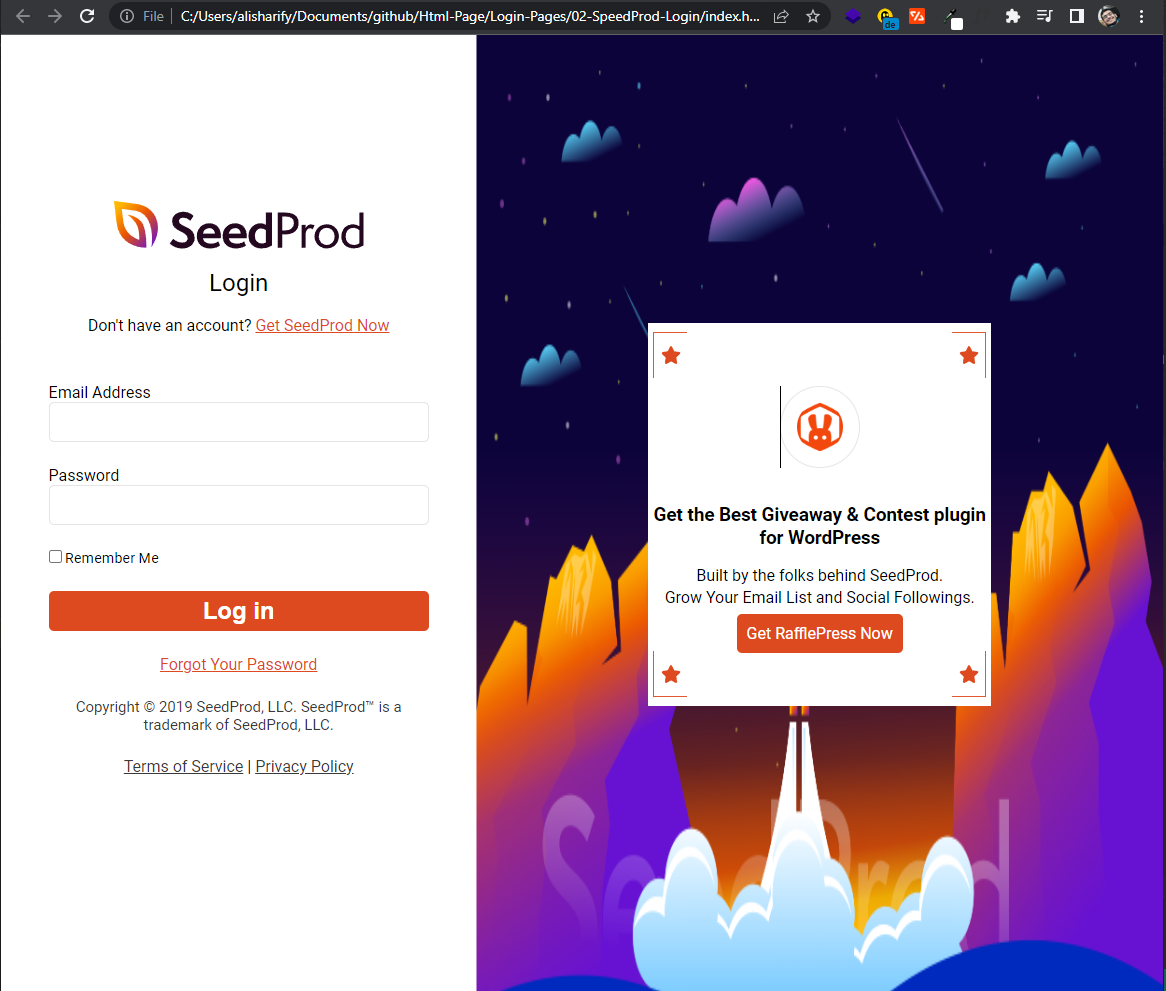 File
C:/Users/alisharify/Documents/github/Html-Page/Login-Pages/02-SpeedProd-Login/index.h...
de
SeedProd
Login
Don't have an account? Get SeedProd Now
Email Address
Password
Remember Me
Log in
Forgot Your Password
Copyright © 2019 SeedProd, LLC. SeedProd™ is a
trademark of SeedProd, LLC.
Terms of Service | Privacy Policy
Get the Best Giveaway & Contest plugin
for WordPress
Built by the folks behind SeedProd.
Grow Your Email List and Social Followings.
Get RafflePress Now
SeedProd